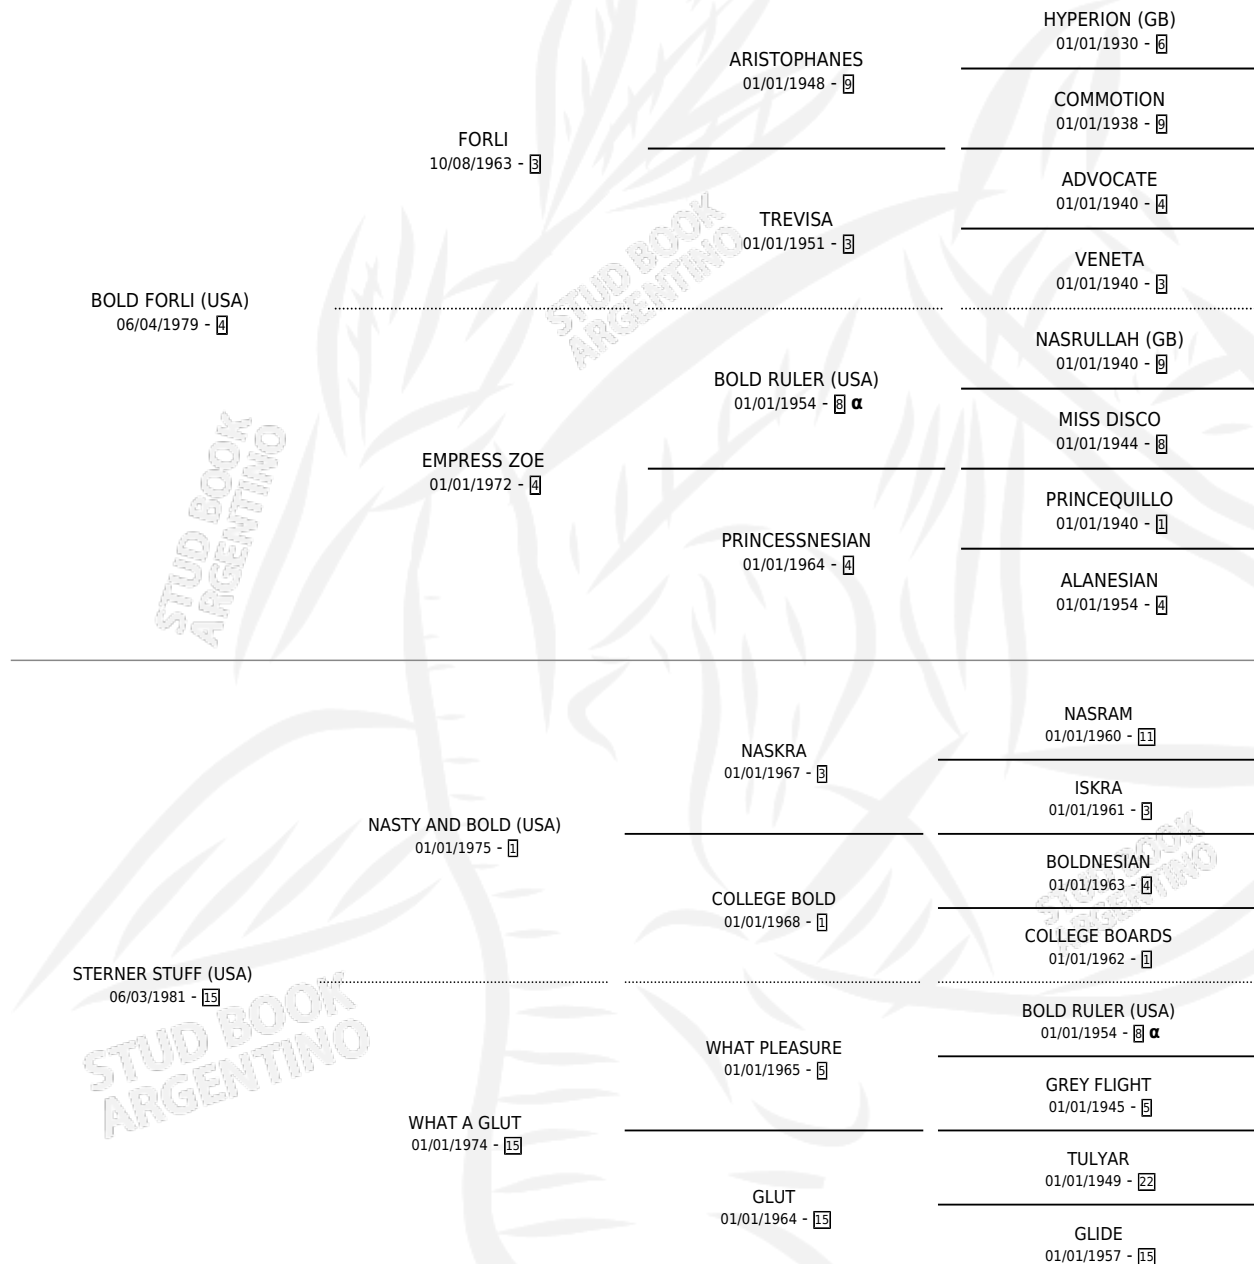 HYPERION (GB)
01/01/1930 - 6
ARISTOPHANES
01/01/1948 - 9
COMMOTION
01/01/1938 - 9
FORLI
10/08/1963 - 3
ADVOCATE
01/01/1940 - 4
TREVISA
01/01/1951 - 3
VENETA
01/01/1940 - 3
BOLD FORLI (USA)
06/04/1979 - 4
NASRULLAH (GB)
01/01/1940 - 9
BOLD RULER (USA)
01/01/1954 - 8 α
MISS DISCO
01/01/1944 - 8
EMPRESS ZOE
01/01/1972 - 4
PRINCEQUILLO
01/01/1940 - 1
PRINCESSNESIAN
01/01/1964 - 4
ALANESIAN
01/01/1954 - 4
NASRAM
01/01/1960 - 11
NASKRA
01/01/1967 - 3
ISKRA
01/01/1961 - 3
NASTY AND BOLD (USA)
01/01/1975 - 1
BOLDNESIAN
01/01/1963 - 4
COLLEGE BOLD
01/01/1968 - 1
COLLEGE BOARDS
01/01/1962 - 1
STERNER STUFF (USA)
06/03/1981 - 15
BOLD RULER (USA)
01/01/1954 - 8 α
WHAT PLEASURE
01/01/1965 - 5
GREY FLIGHT
01/01/1945 - 5
WHAT A GLUT
01/01/1974 - 15
TULYAR
01/01/1949 - 22
GLUT
01/01/1964 - 15
GLIDE
01/01/1957 - 15
STUD BOOK
ARGENTINO
STUD BOOK
ARGENTINO
STUD BOOK
ARGENTINO
STUD BOOK
ARGENTINO